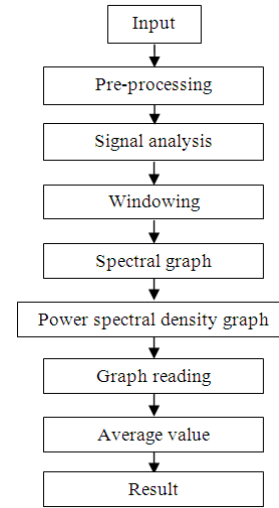 Input
Pre-processing
Signal analysis
Windowing
Spectral graph
Power spectral density graph
Graph reading
Average value
Result